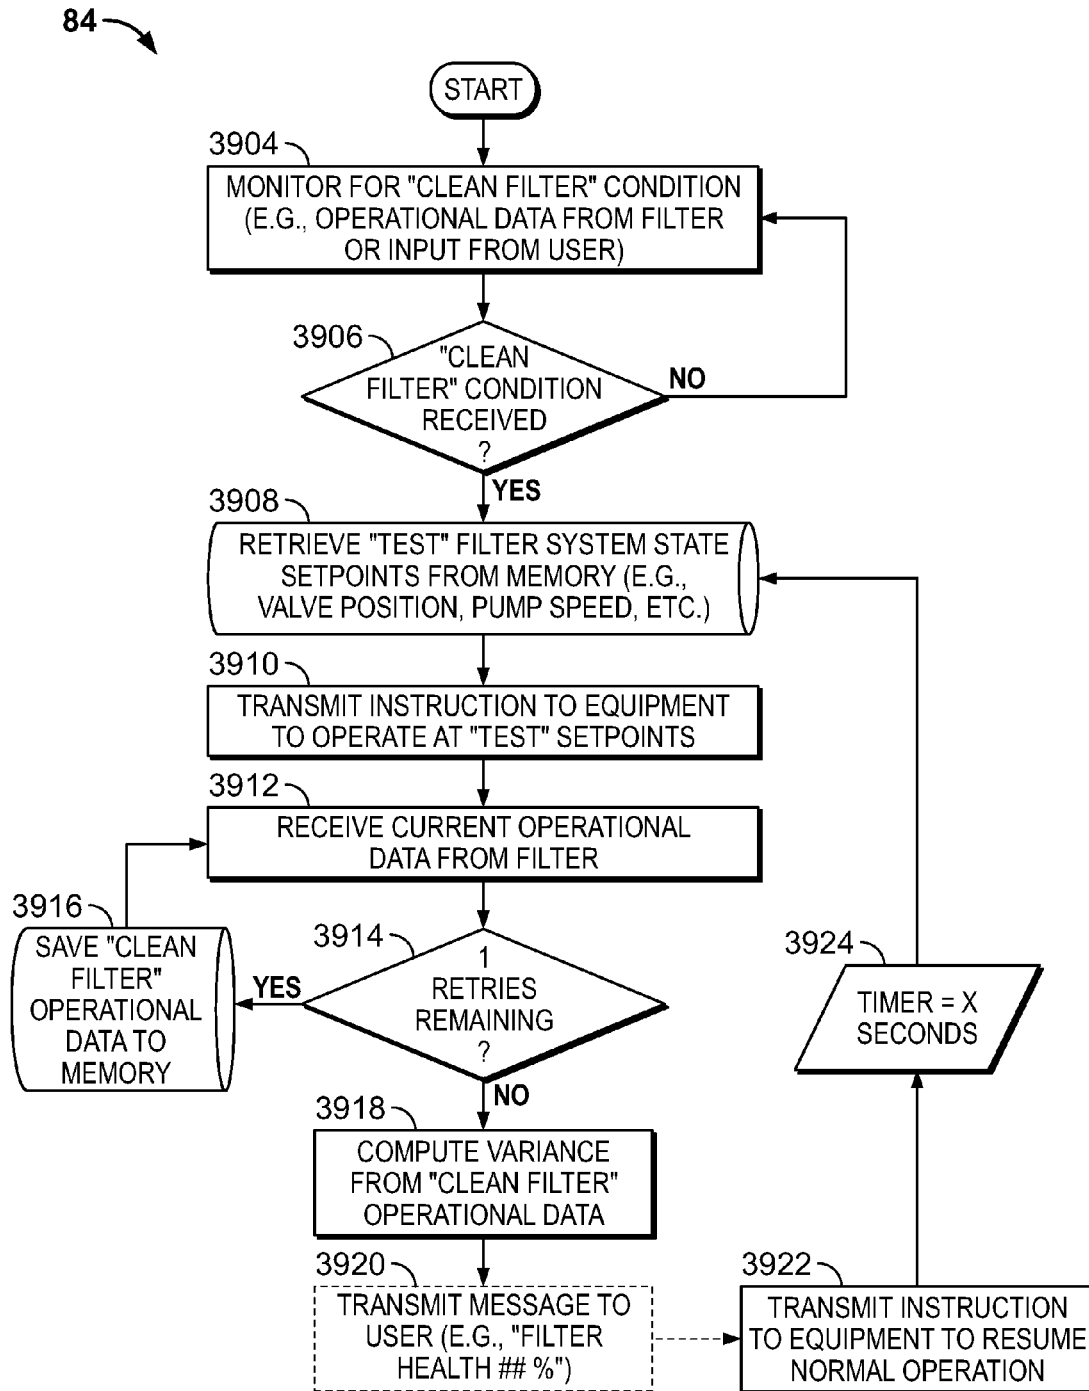 84
START
3904
MONITOR FOR "CLEAN FILTER" CONDITION
(E.G., OPERATIONAL DATA FROM FILTER
OR INPUT FROM USER)
3906
"CLEAN
FILTER" CONDITION
RECEIVED
?
NO
YES
3908
RETRIEVE "TEST" FILTER SYSTEM STATE
SETPOINTS FROM MEMORY (E.G.,
VALVE POSITION, PUMP SPEED, ETC.)
3910
TRANSMIT INSTRUCTION TO EQUIPMENT
TO OPERATE AT "TEST" SETPOINTS
3912
RECEIVE CURRENT OPERATIONAL
DATA FROM FILTER
3916
SAVE "CLEAN
FILTER"
OPERATIONAL
DATA TO
MEMORY
3914
1
RETRIES
REMAINING
?
YES
NO
3924
TIMER = X
SECONDS
3918
COMPUTE VARIANCE
FROM "CLEAN FILTER"
OPERATIONAL DATA
3920
TRANSMIT MESSAGE TO
USER (E.G., "FILTER
HEALTH ## %")
3922
TRANSMIT INSTRUCTION
TO EQUIPMENT TO RESUME
NORMAL OPERATION